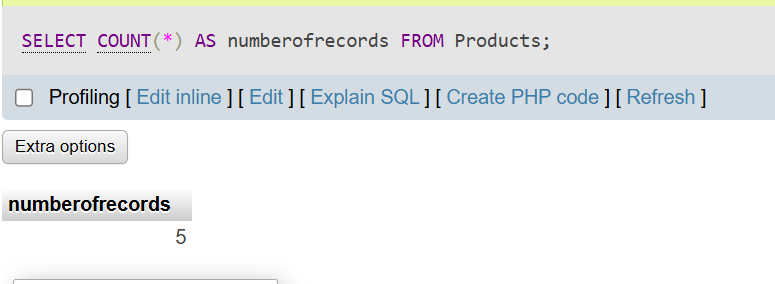 SELECT COUNT(*) AS numberofrecords FROM Products;
Profiling [ Edit inline ] [ Edit ] [ Explain SQL ] [ Create PHP code ] [ Refresh ]
Extra options
numberofrecords
5